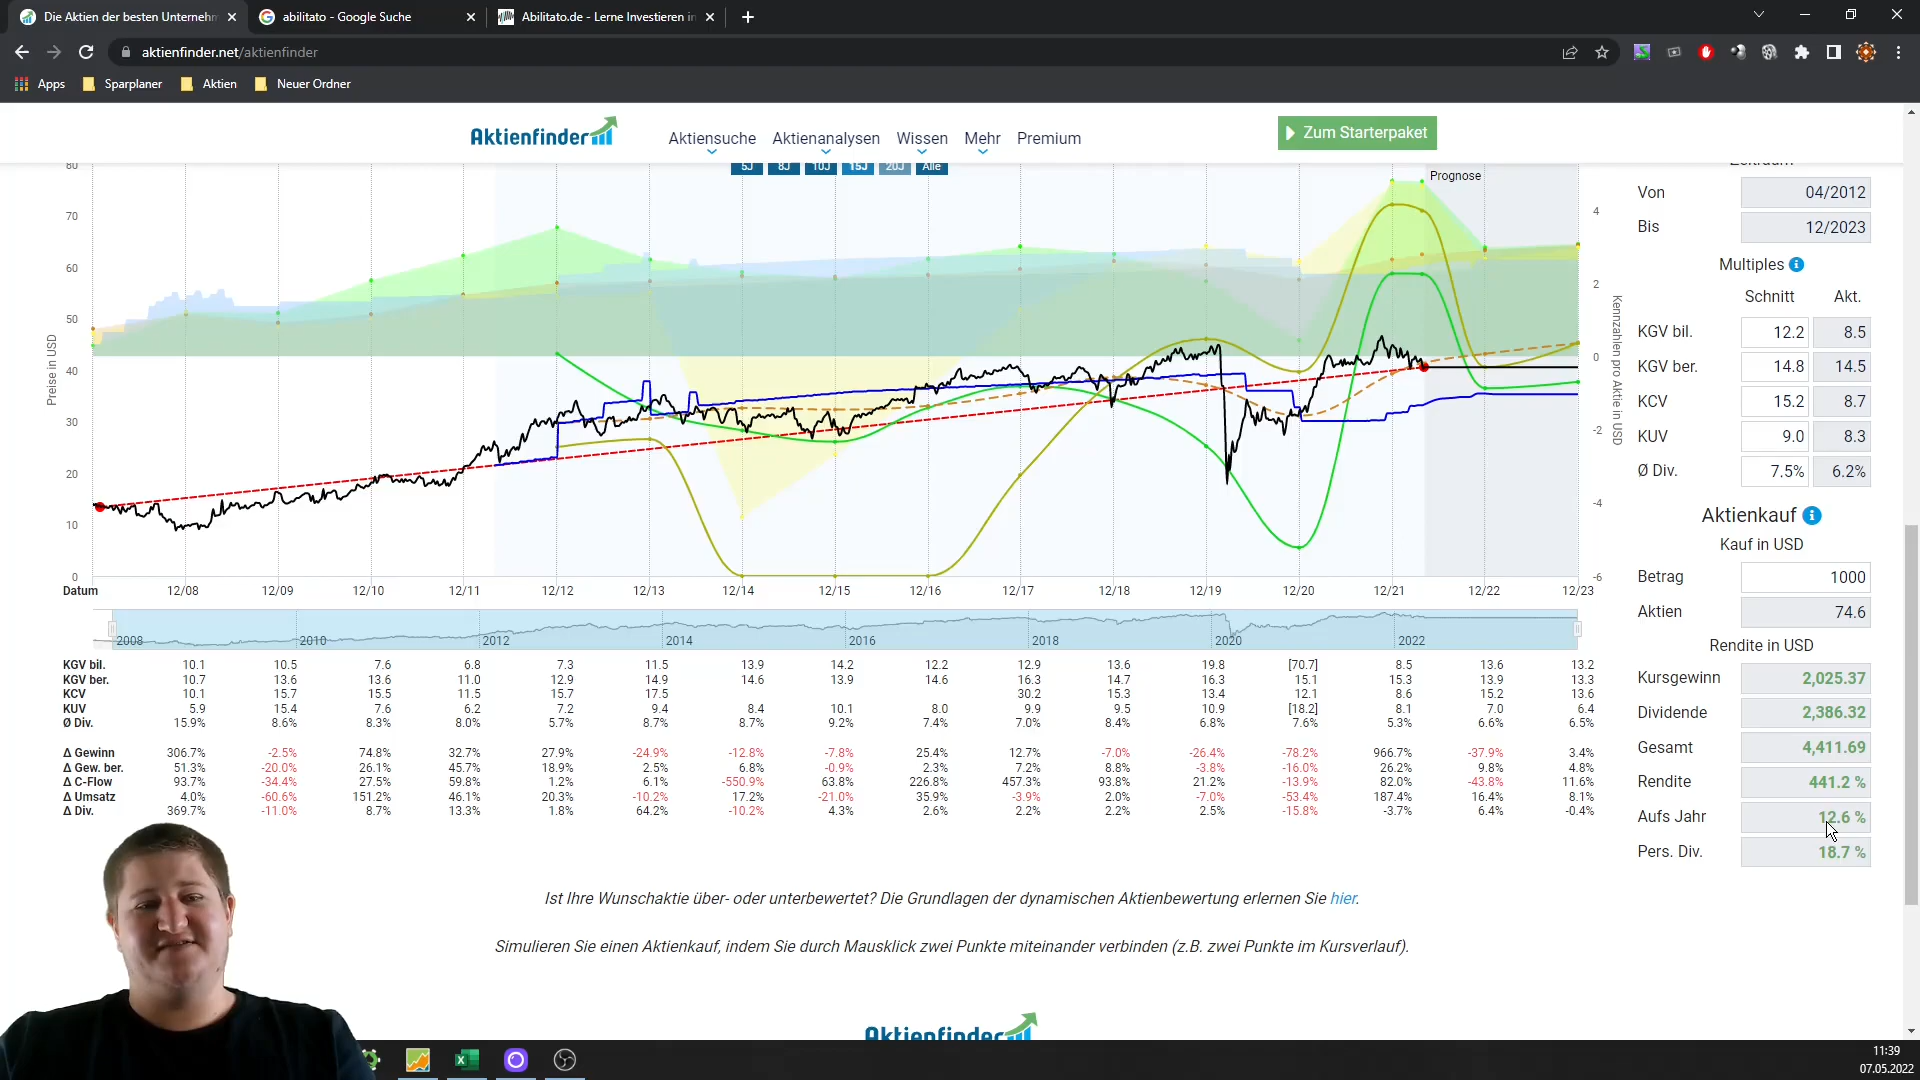 Die Aktien der besten Unternehm
abilitato - Google Suche
Abilitato.de - Lerne Investieren in
aktienfinder.net/aktienfinder
Apps
Sparplaner
Aktien
Neuer Ordner
Aktienfinder
Aktiensuche
Aktienanalysen
Wissen
Mehr
Premium
Zum Starterpaket
5J 8J 10J 15J 20J Alle
Prognose
80
70
60
50
40
30
20
10
0
Preise in USD
4
2
0
-2
-4
-6
Kennzahlen pro Aktie in USD
Datum 12/08 12/09 12/10 12/11 12/12 12/13 12/14 12/15 12/16 12/17 12/18 12/19 12/20 12/21 12/22 12/23
2008 2010 2012 2014 2016 2018 2020 2022
KGV bil. 10.1 10.5 7.6 6.8 7.3 11.5 13.9 14.2 12.2 12.9 13.6 19.8 [70.7] 8.5 13.6 13.2
KGV ber. 10.7 13.6 13.6 11.0 12.9 14.9 14.6 13.9 14.6 16.3 14.7 16.3 15.1 15.3 13.9 13.3
KCV 10.1 15.7 15.5 11.5 15.7 17.5 30.2 15.3 13.4 12.1 8.6 15.2 13.6
KUV 5.9 15.4 7.6 6.2 7.2 9.4 8.4 10.1 8.0 9.9 9.5 10.9 [18.2] 8.1 7.0 6.4
Ø Div. 15.9% 8.6% 8.3% 8.0% 5.7% 8.7% 8.7% 9.2% 7.4% 7.0% 8.4% 6.8% 7.6% 5.3% 6.6% 6.5%
Δ Gewinn 306.7% -2.5% 74.8% 32.7% 27.9% -24.9% -12.8% -7.8% 25.4% 12.7% -7.0% -26.4% -78.2% 966.7% -37.9% 3.4%
Δ Gew. ber. 51.3% -20.0% 26.1% 45.7% 18.9% 2.5% 6.8% -0.9% 2.3% 7.2% 8.8% -3.8% -16.0% 26.2% 9.8% 4.8%
Δ C-Flow 93.7% -34.4% 27.5% 59.8% 1.2% 6.1% -550.9% 63.8% 226.8% 457.3% 93.8% 21.2% -13.9% 82.0% -43.8% 11.6%
Δ Umsatz 4.0% -60.6% 151.2% 46.1% 20.3% -10.2% 17.2% -21.0% 35.9% -3.9% 2.0% -7.0% -53.4% 187.4% 16.4% 8.1%
Δ Div. 369.7% -11.0% 8.7% 13.3% 1.8% 64.2% -10.2% 4.3% 2.6% 2.2% 2.2% 2.5% -15.8% -3.7% 6.4% -0.4%
Zeitraum
Von 04/2012
Bis 12/2023
Multiples
Schnitt Akt.
KGV bil. 12.2 8.5
KGV ber. 14.8 14.5
KCV 15.2 8.7
KUV 9.0 8.3
Ø Div. 7.5% 6.2%
Aktienkauf
Kauf in USD
Betrag 1000
Aktien 74.6
Rendite in USD
Kursgewinn 2,025.37
Dividende 2,386.32
Gesamt 4,411.69
Rendite 441.2 %
Aufs Jahr 12.6 %
Pers. Div. 18.7 %
Ist Ihre Wunschaktie über- oder unterbewertet? Die Grundlagen der dynamischen Aktienbewertung erlernen Sie hier.
Simulieren Sie einen Aktienkauf, indem Sie durch Mausklick zwei Punkte miteinander verbinden (z.B. zwei Punkte im Kursverlauf).
Aktienfinder
11:39
07.05.2022